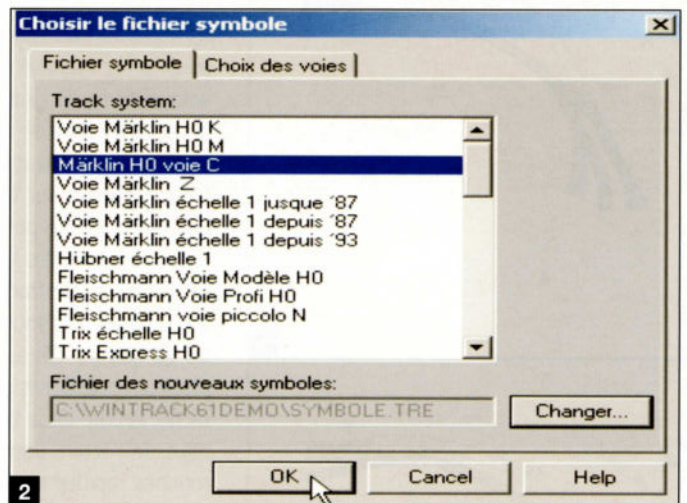 Choisir le fichier symbole
Fichier symbole
Choix des voies
Track system:
Voie Märklin H0 K
Voie Märklin H0 M
Märklin H0 voie C
Voie Märklin Z
Voie Märklin échelle 1 jusque ´87
Voie Märklin échelle 1 depuis ´87
Voie Märklin échelle 1 depuis ´93
Hübner échelle 1
Fleischmann Voie Modèle H0
Fleischmann Voie Profi H0
Fleischmann voie piccolo N
Trix échelle H0
Trix Express H0
Fichier des nouveaux symboles:
C:\WINTRACK61DEMO\SYMBOLE.TRE
Changer...
OK
Cancel
Help
2